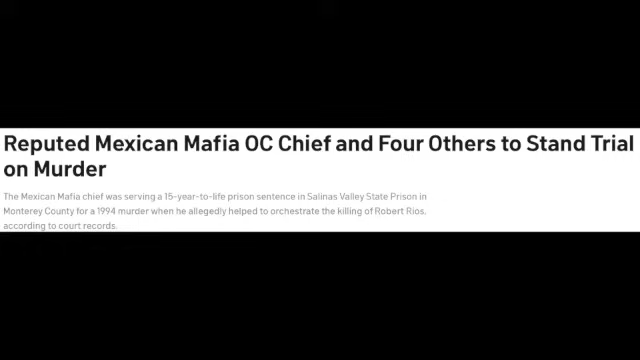 Reputed Mexican Mafia OC Chief and Four Others to Stand Trial
on Murder
The Mexican Mafia chief was serving a 15-year-to-life prison sentence in Salinas Valley State Prison in
Monterey County for a 1994 murder when he allegedly helped to orchestrate the killing of Robert Rios,
according to court records.